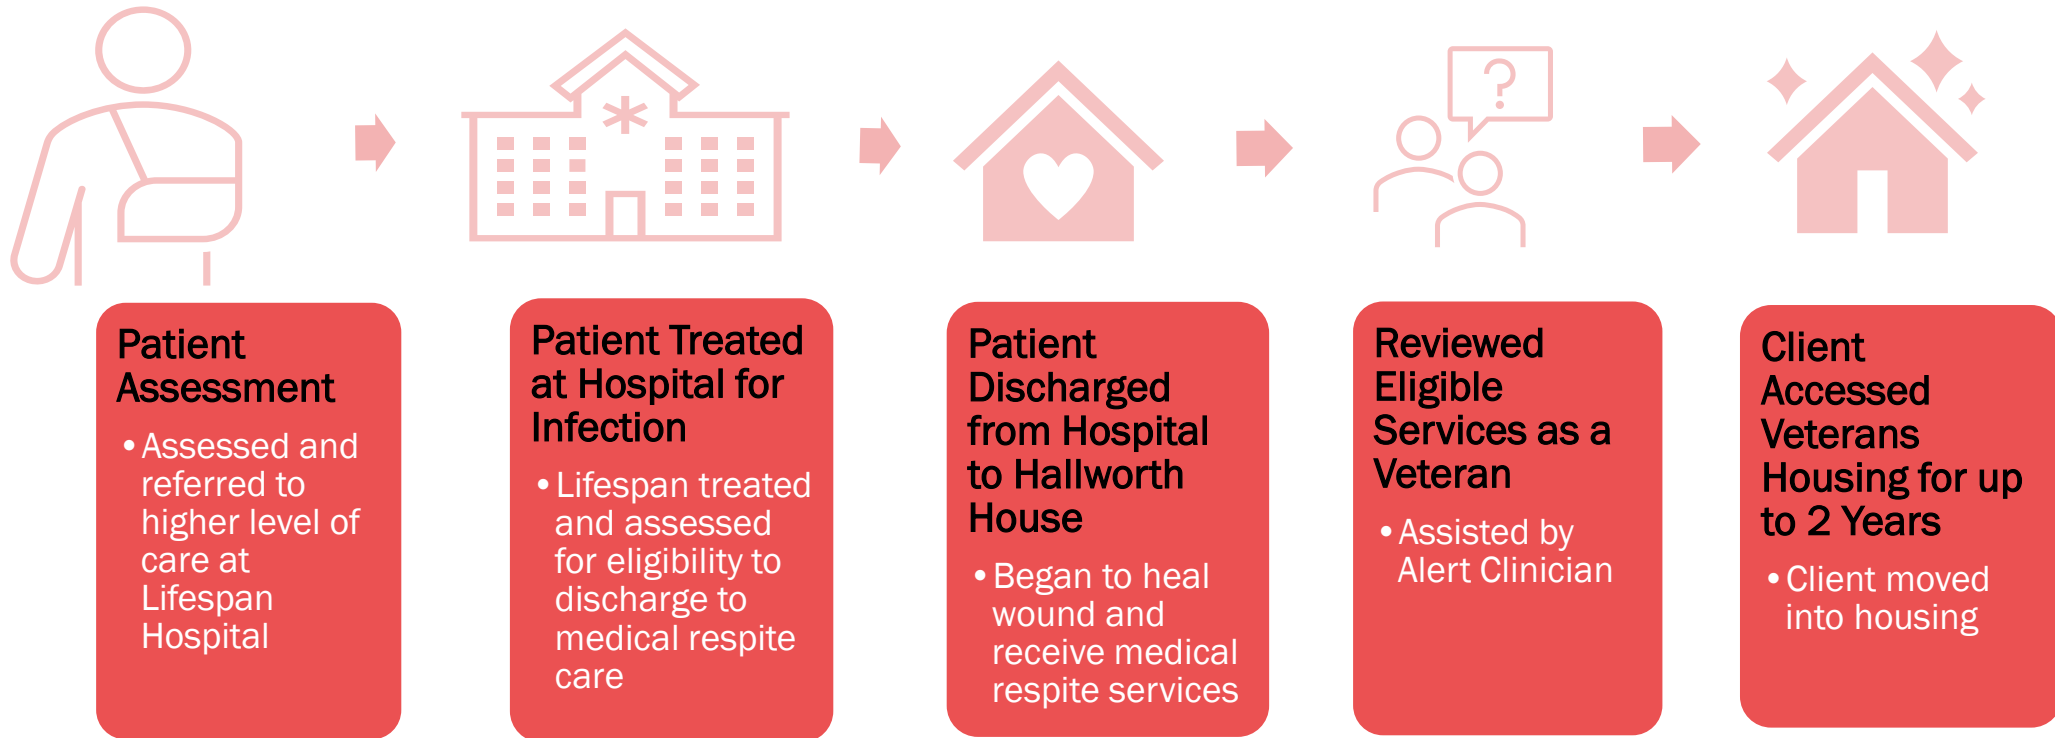 ?
Patient
Assessment
•Assessed and
referred to
higher level of
care at
Lifespan
Hospital
Patient Treated
at Hospital for
Infection
•Lifespan treated
and assessed
for eligibility to
discharge to
medical respite
care
Patient
Discharged
from Hospital
to Hallworth
House
•Began to heal
wound and
receive medical
respite services
Reviewed
Eligible
Services as a
Veteran
•Assisted by
Alert Clinician
Client
Accessed
Veterans
Housing for up
to 2 Years
•Client moved
into housing